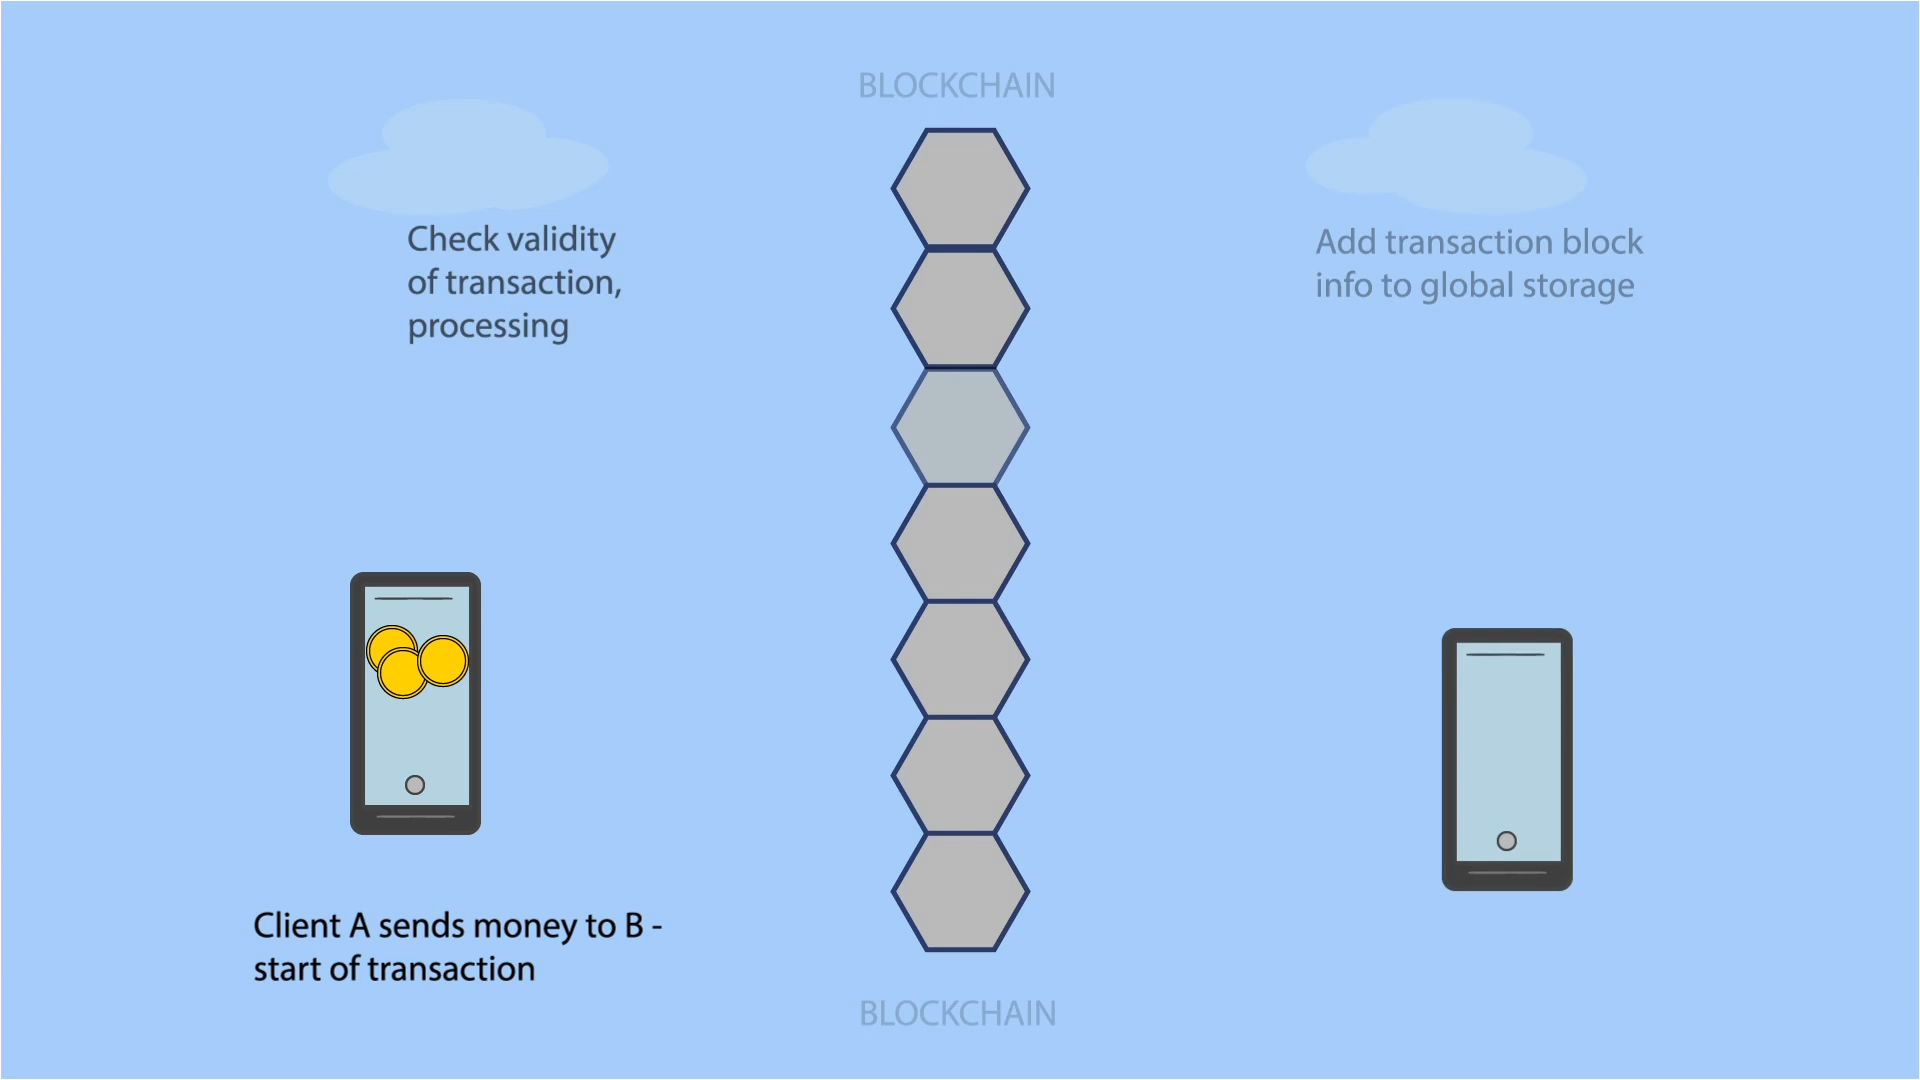 BLOCKCHAIN
Check validity
of transaction,
processing
Add transaction block
info to global storage
Client A sends money to B -
start of transaction
BLOCKCHAIN